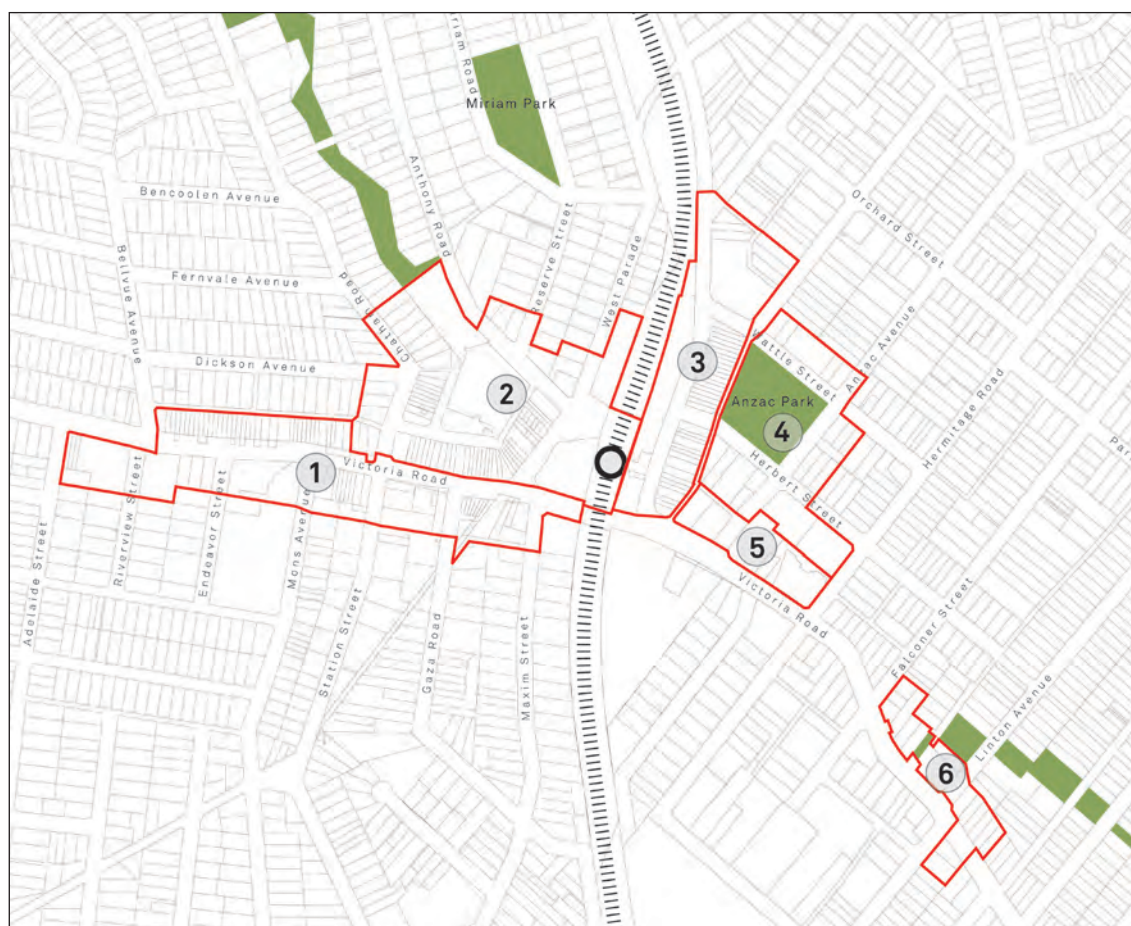 riam Road
Miriam Park
Anthony Road
Bencoolen Avenue
Orchard Street
Bellvue Avenue
Reserve Street
West Parade
Fernvale Avenue
Chatham Road
Anzac Avenue
Wattle Street
3
Dickson Avenue
2
Hermitage Road
Anzac Park
4
Par
1
Victoria Road
Herbert Street
Riverview Street
Endeavor Street
Mons Avenue
5
Adelaide Street
Victoria Road
Station Street
Gaza Road
Maxim Street
Falconer Street
Linton Avenue
6